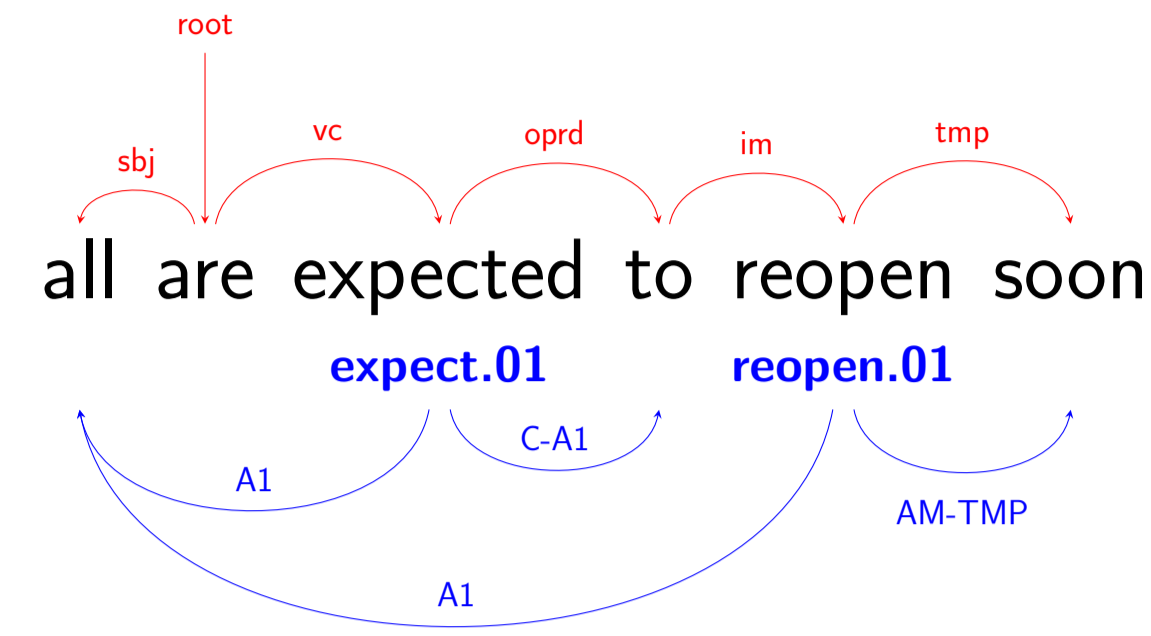 root
sbj vc oprd im tmp
all are expected to reopen soon
expect.01 reopen.01
A1 C-A1 AM-TMP
A1